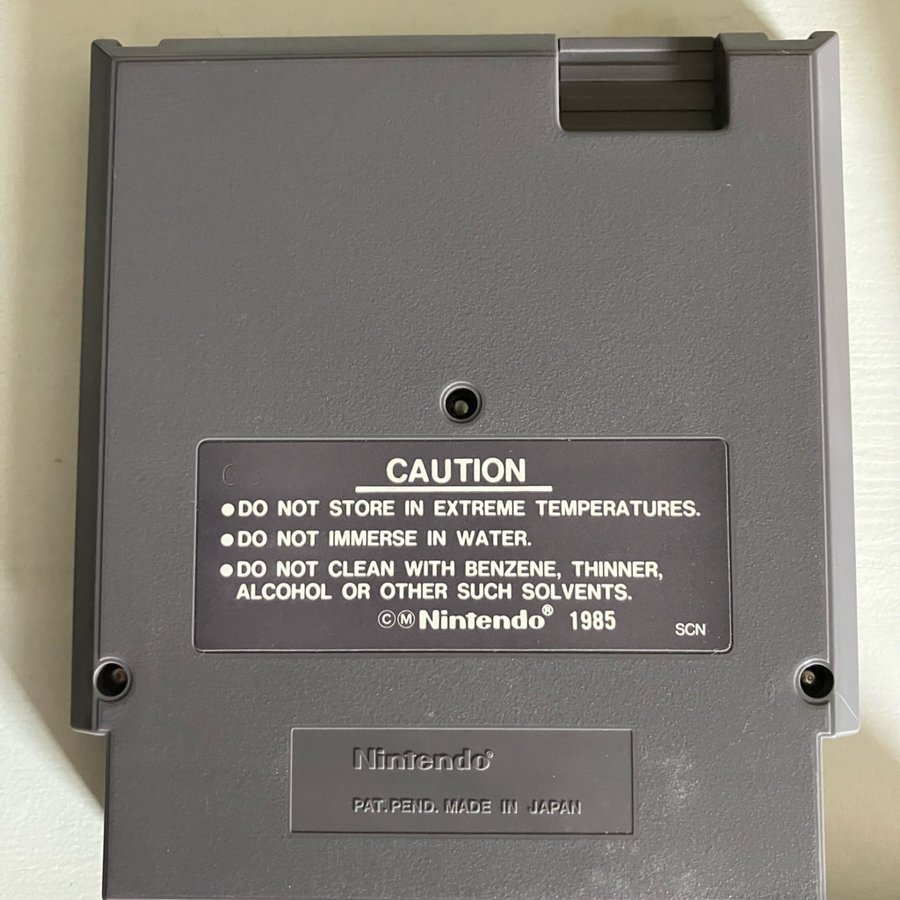 CAUTION
●DO NOT STORE IN EXTREME TEMPERATURES.
●DO NOT IMMERSE IN WATER.
●DO NOT CLEAN WITH BENZENE, THINNER,
ALCOHOL OR OTHER SUCH SOLVENTS.
ⒸⓂNintendo® 1985
SCN
Nintendo®
PAT. PEND. MADE IN JAPAN